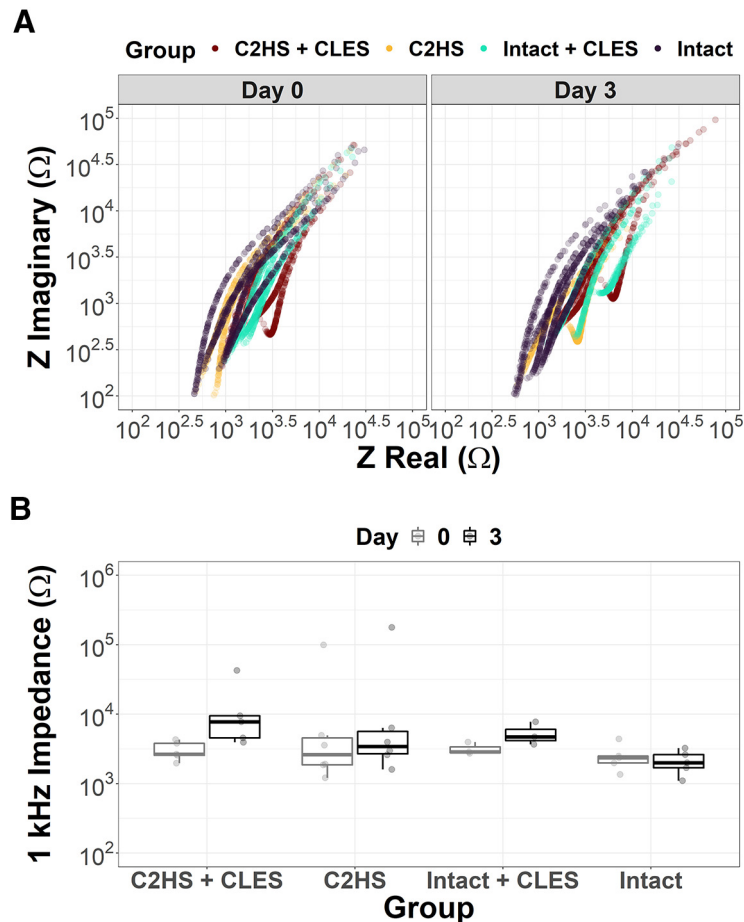 A
Group C2HS + CLES C2HS Intact + CLES Intact
Day 0 Day 3
Z Imaginary (Ω)
10^5
10^4.5
10^4
10^3.5
10^3
10^2.5
10^2
10^2 10^2.5 10^3 10^3.5 10^4 10^4.5 10^5 10^2 10^2.5 10^3 10^3.5 10^4 10^4.5 10^5
Z Real (Ω)
B
Day 0 3
1 kHz Impedance (Ω)
10^6
10^5
10^4
10^3
10^2
C2HS + CLES C2HS Intact + CLES Intact
Group